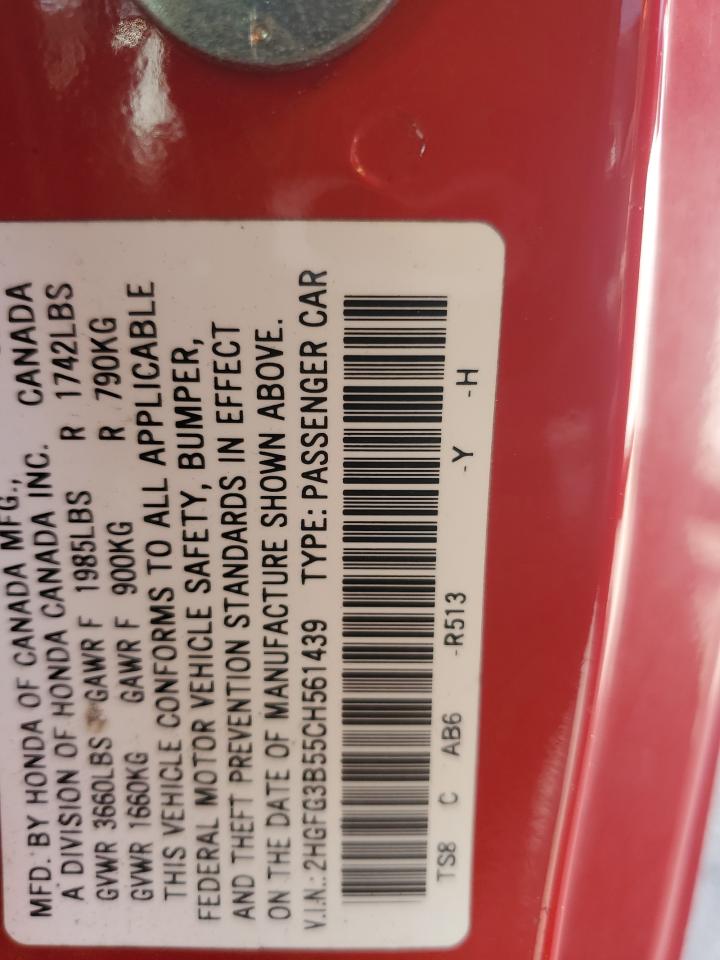 MFD. BY HONDA OF CANADA MFG.,
A DIVISION OF HONDA CANADA INC. CANADA
GVWR 3660LBS GAWR F 1985LBS R 1742LBS
GVWR 1660KG GAWR F 900KG R 790KG
THIS VEHICLE CONFORMS TO ALL APPLICABLE
FEDERAL MOTOR VEHICLE SAFETY, BUMPER,
AND THEFT PREVENTION STANDARDS IN EFFECT
ON THE DATE OF MANUFACTURE SHOWN ABOVE.
V.I.N.: 2HGFG3B55CH561439 TYPE: PASSENGER CAR
TS8 C AB6 -R513 -Y -H